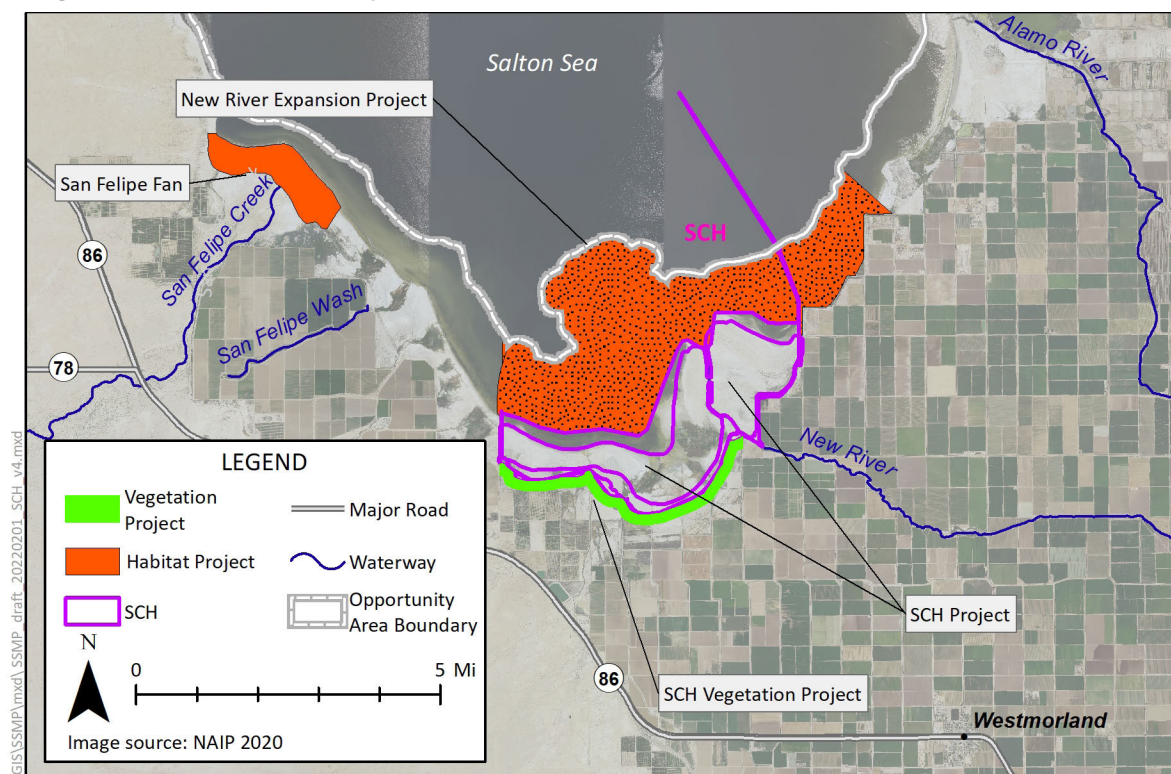 Salton Sea
Alamo River
New River Expansion Project
San Felipe Fan
San Felipe Creek
86
SCH
San Felipe Wash
78
New River
LEGEND
Vegetation
Project
Major Road
Habitat Project
Waterway
SCH
Opportunity
Area Boundary
N
0
5 Mi
Image source: NAIP 2020
SCH Project
SCH Vegetation Project
86
Westmorland
GIS\SSMP\mxd\ SSMP_draft_20220201_SCH_v4.mxd